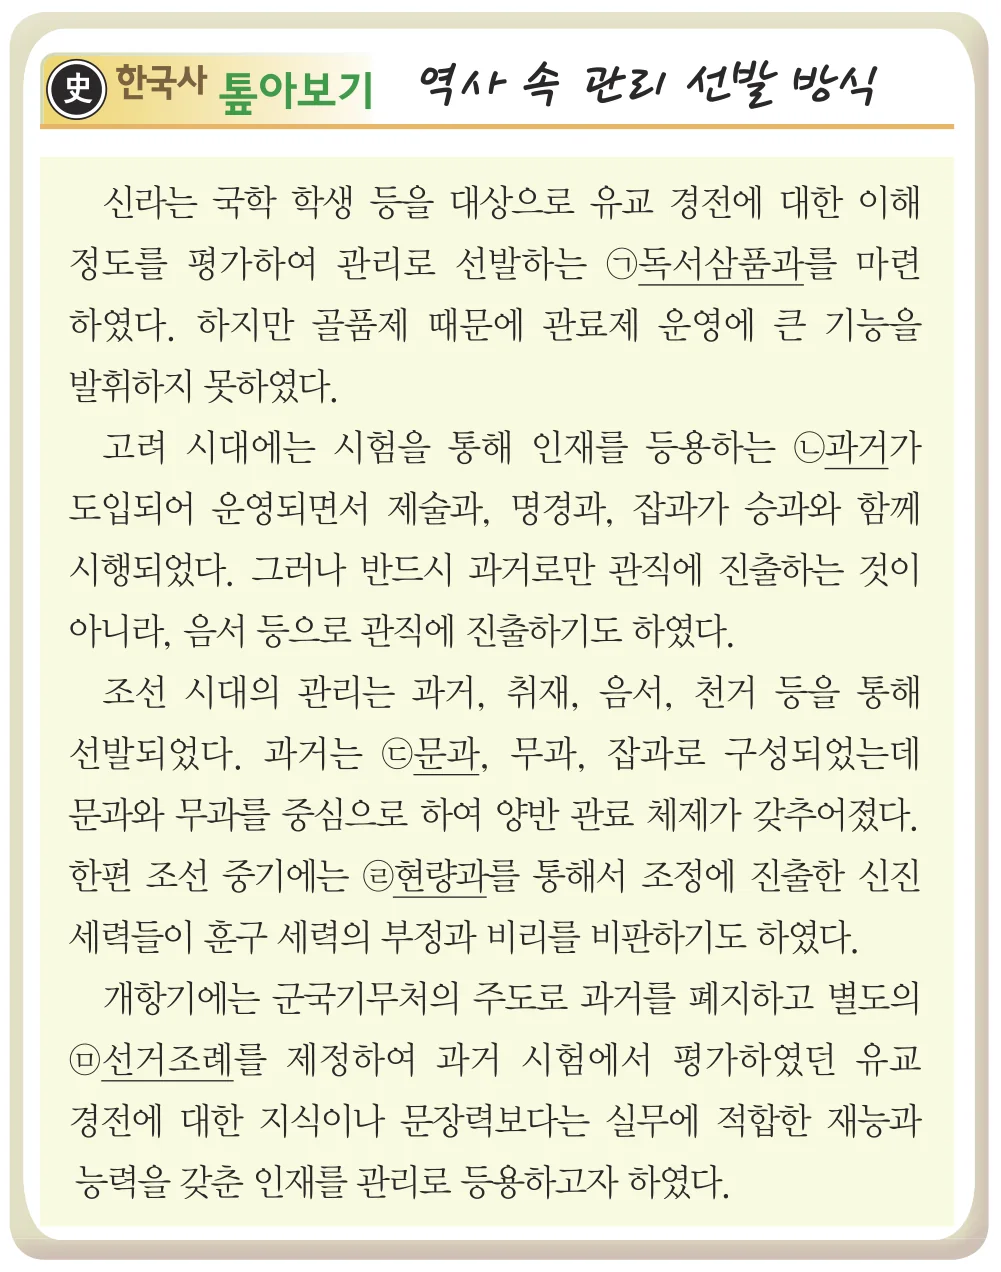 史 한국사 톺아보기 역사 속 관리 선발 방식
신라는 국학 학생 등을 대상으로 유교 경전에 대한 이해
정도를 평가하여 관리로 선발하는 ㉠독서삼품과를 마련
하였다. 하지만 골품제 때문에 관료제 운영에 큰 기능을
발휘하지 못하였다.
고려 시대에는 시험을 통해 인재를 등용하는 ㉡과거가
도입되어 운영되면서 제술과, 명경과, 잡과가 승과와 함께
시행되었다. 그러나 반드시 과거로만 관직에 진출하는 것이
아니라, 음서 등으로 관직에 진출하기도 하였다.
조선 시대의 관리는 과거, 취재, 음서, 천거 등을 통해
선발되었다. 과거는 ㉢문과, 무과, 잡과로 구성되었는데
문과와 무과를 중심으로 하여 양반 관료 체제가 갖추어졌다.
한편 조선 중기에는 ㉣현량과를 통해서 조정에 진출한 신진
세력들이 훈구 세력의 부정과 비리를 비판하기도 하였다.
개항기에는 군국기무처의 주도로 과거를 폐지하고 별도의
㉤선거조례를 제정하여 과거 시험에서 평가하였던 유교
경전에 대한 지식이나 문장력보다는 실무에 적합한 재능과
능력을 갖춘 인재를 관리로 등용하고자 하였다.